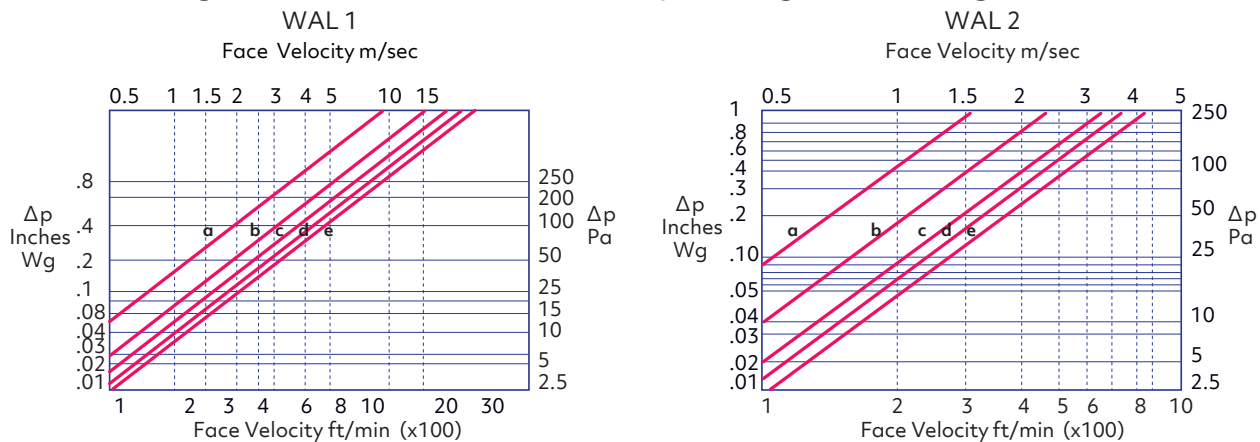 WAL 1
Face Velocity m/sec
0.5 1 1.5 2 3 4 5 10 15
.8
.4
.2
.1
.08
.04
.03
.02
.01
Δp
Inches
Wg
a b c d e
250
200
100
50
25
15
10
5
2.5
Δp
Pa
1 2 3 4 6 8 10 20 30
Face Velocity ft/min (x100)
WAL 2
Face Velocity m/sec
0.5 1 1.5 2 3 4 5
1
.8
.6
.4
.3
.2
.10
.05
.04
.03
.02
.01
Δp
Inches
Wg
a b c d e
250
100
50
25
10
5
2.5
Δp
Pa
1 2 3 4 5 6 8 10
Face Velocity ft/min (x100)